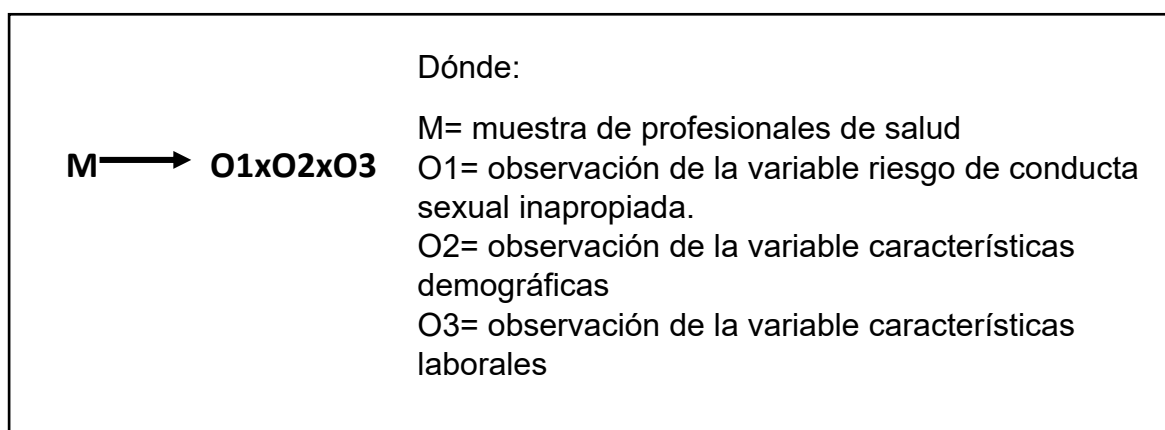 Dónde:
M= muestra de profesionales de salud
M O1xO2xO3
O1= observación de la variable riesgo de conducta
sexual inapropiada.
O2= observación de la variable características
demográficas
O3= observación de la variable características
laborales